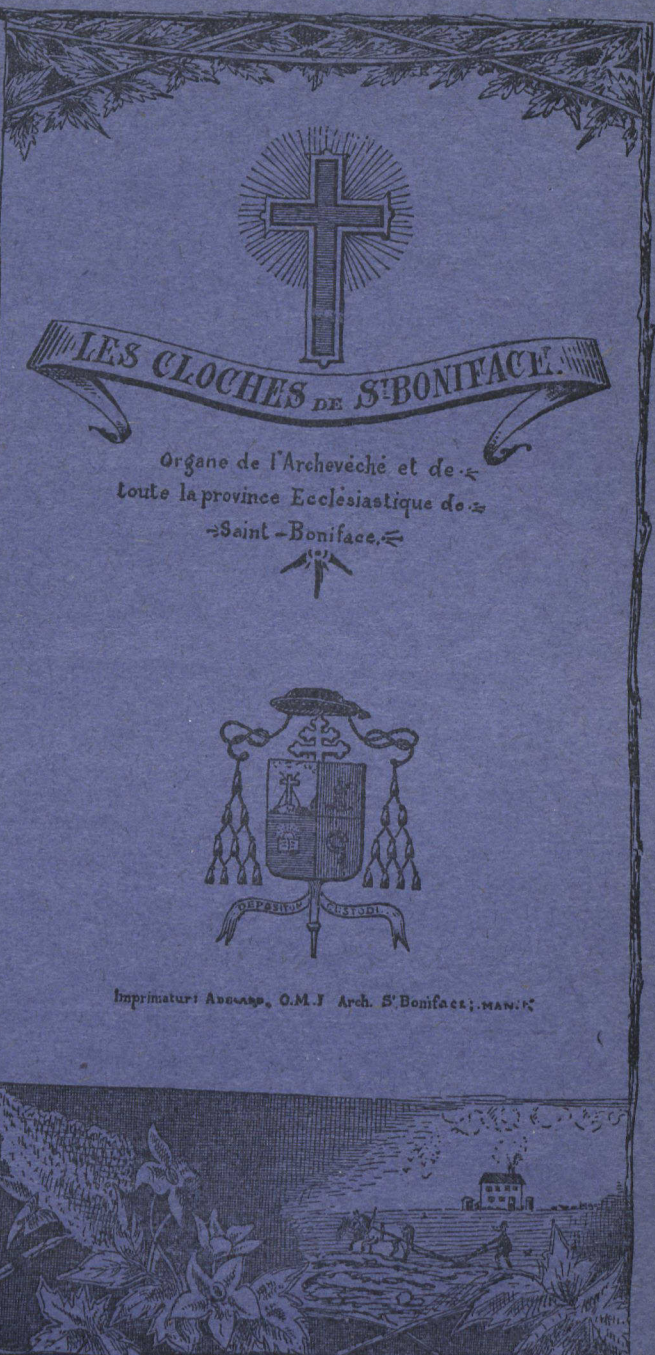 LES CLOCHES DE ST BONIFACE.
Organe de l'Archevéché et de
toute la province Ecclésiastique de
Saint-Boniface,
DEPOSITUM CUSTODI.
Imprimatur: ADELARD, O.M.I Arch. St Boniface; MAN.